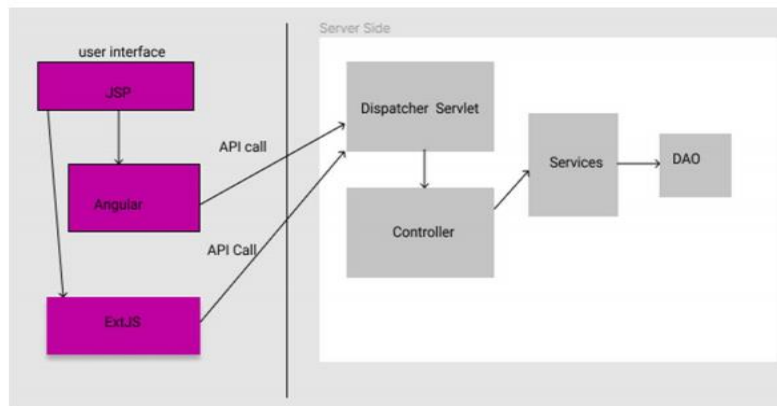 Server Side
user interface
JSP
Dispatcher Servlet
API call
Services
DAO
Angular
Controller
API Call
ExtJS